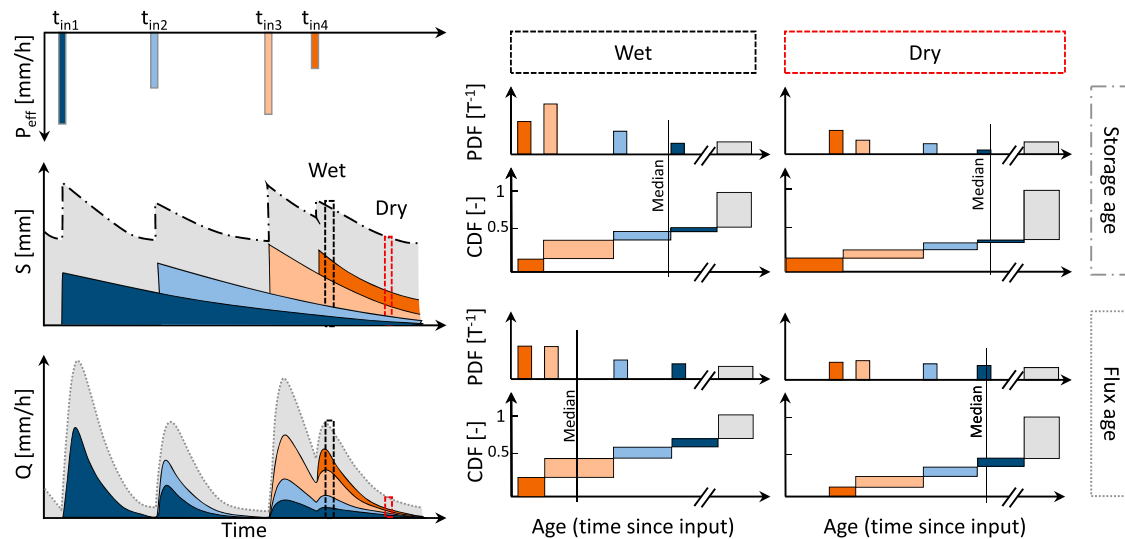 t_in1 t_in2 t_in3 t_in4
P_eff [mm/h]
Wet
Dry
S [mm]
Q [mm/h]
Time
Wet
Dry
PDF [T⁻¹]
Median
Median
CDF [-]
1
0.5
Storage age
PDF [T⁻¹]
Median
Median
CDF [-]
1
0.5
Flux age
Age (time since input)
Age (time since input)